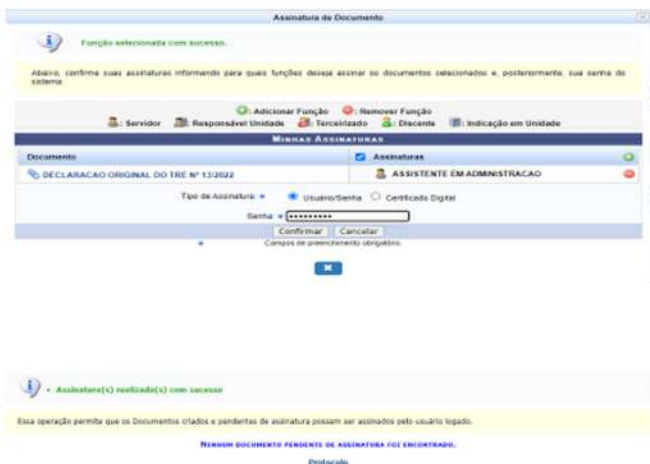 Assinatura de Documento
Função selecionada com sucesso.
Abaixo, confirme suas assinaturas informando para quais funções deseja assinar os documentos selecionados e, posteriormente, sua senha do
sistema.
: Adicionar Função : Remover Função
: Servidor : Responsável Unidade : Terceirizado : Discente : Indicação em Unidade
MINHAS ASSINATURAS
Documento Assinaturas
DECLARACAO ORIGINAL DO TRE Nº 13/2022 ASSISTENTE EM ADMINISTRACAO
Tipo de Assinatura: Usuário/Senha Certificado Digital
Senha •••••••••
Confirmar Cancelar
Campos de preenchimento obrigatório.
• Assinatura(s) realizada(s) com sucesso
Essa operação permite que os Documentos criados e pendentes de assinatura possam ser assinados pelo usuário logado.
NENHUM DOCUMENTO PENDENTE DE ASSINATURA FOI ENCONTRADO.
Protocolo